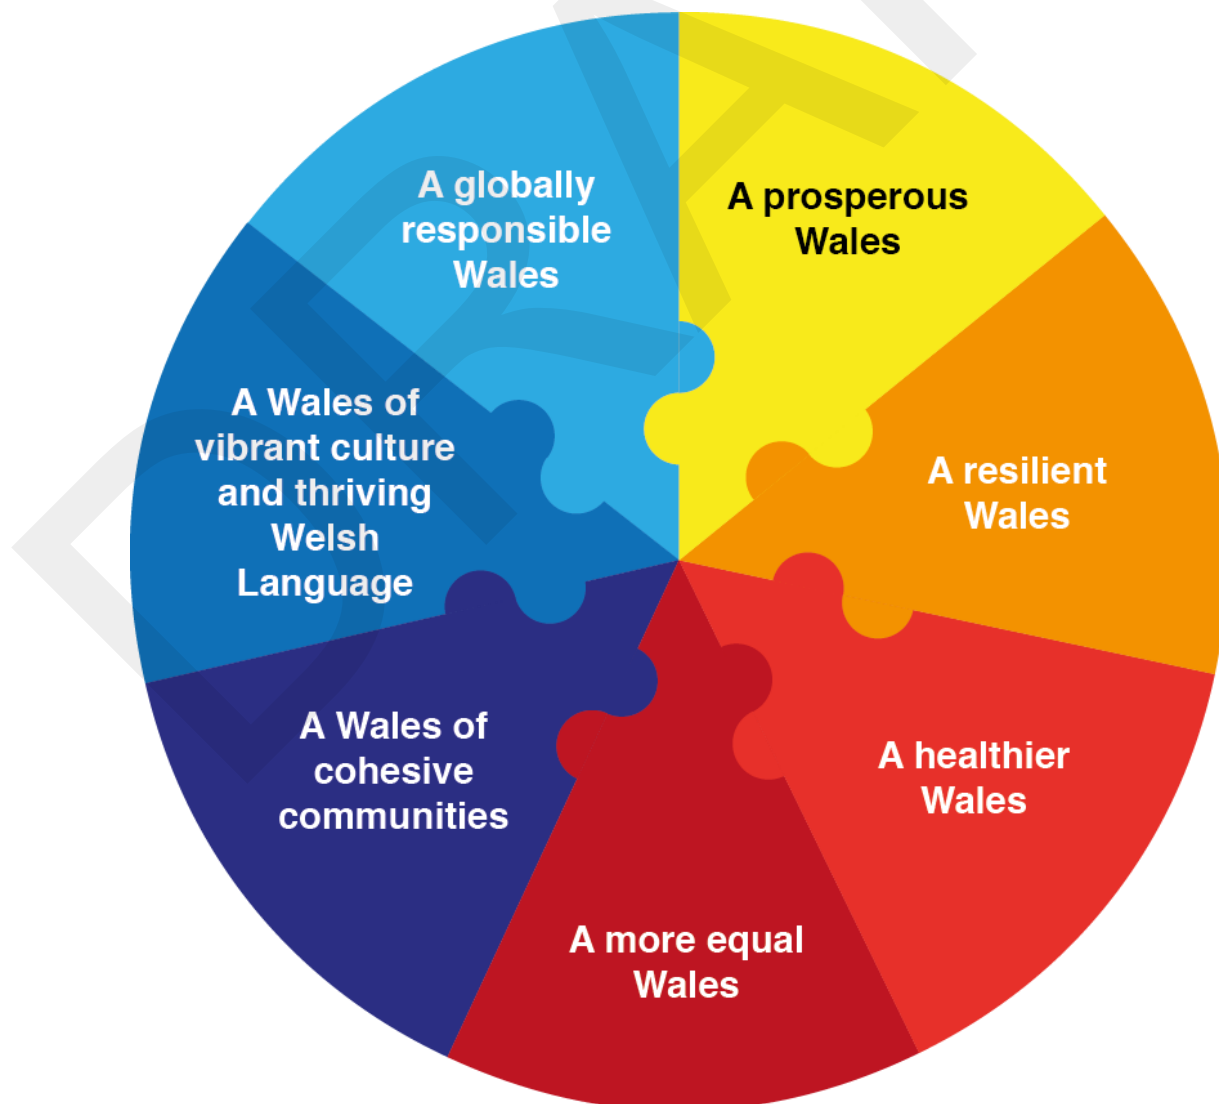 A prosperous
Wales
A resilient
Wales
A healthier
Wales
A more equal
Wales
A Wales of
cohesive
communities
A Wales of
vibrant culture
and thriving
Welsh
Language
A globally
responsible
Wales